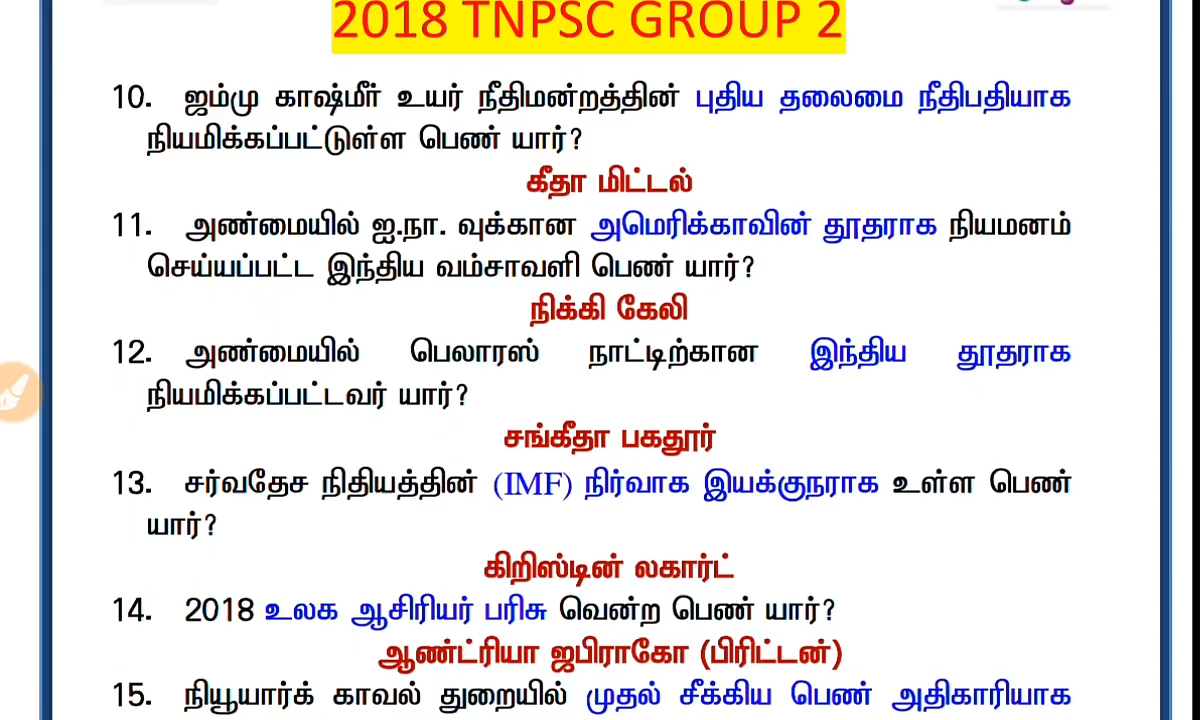 2018 TNPSC GROUP 2
10. ஜம்மு காஷ்மீர் உயர் நீதிமன்றத்தின் புதிய தலைமை நீதிபதியாக
நியமிக்கப்பட்டுள்ள பெண் யார்?
கீதா மிட்டல்
11. அண்மையில் ஐ.நா. வுக்கான அமெரிக்காவின் தூதராக நியமனம்
செய்யப்பட்ட இந்திய வம்சாவளி பெண் யார்?
நிக்கி கேலி
12. அண்மையில் பெலாரஸ் நாட்டிற்கான இந்திய தூதராக
நியமிக்கப்பட்டவர் யார்?
சங்கீதா பகதூர்
13. சர்வதேச நிதியத்தின் (IMF) நிர்வாக இயக்குநராக உள்ள பெண்
யார்?
கிறிஸ்டின் லகார்ட்
14. 2018 உலக ஆசிரியர் பரிசு வென்ற பெண் யார்?
ஆண்ட்ரியா ஜபிராகோ (பிரிட்டன்)
15. நியூயார்க் காவல் துறையில் முதல் சீக்கிய பெண் அதிகாரியாக